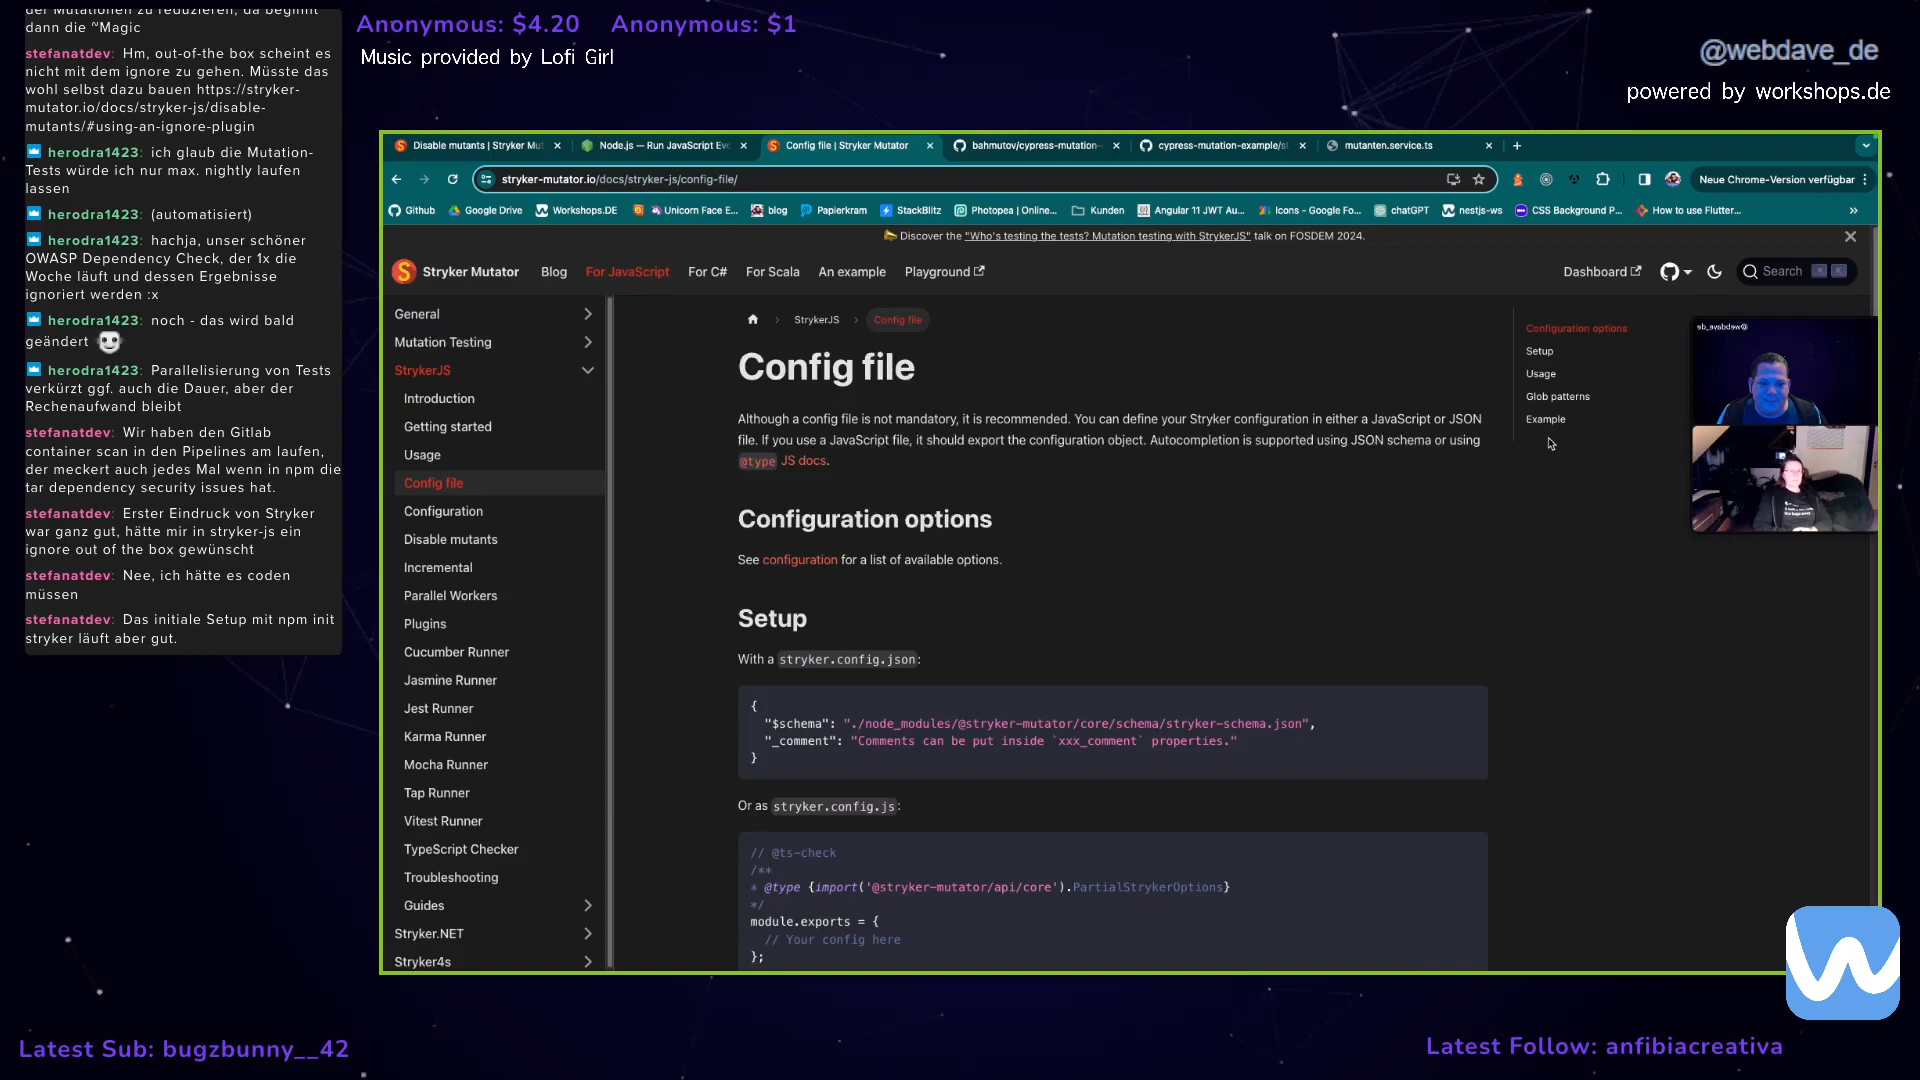 der Mutationen zu reduzieren, da beginnt
dann die ~Magic
stefanatdev: Hm, out-of-the box scheint es
nicht mit dem ignore zu gehen. Müsste das
wohl selbst dazu bauen https://stryker-
mutator.io/docs/stryker-js/disable-
mutants/#using-an-ignore-plugin
herodra1423: ich glaub die Mutation-
Tests würde ich nur max. nightly laufen
lassen
herodra1423: (automatisiert)
herodra1423: hachja, unser schöner
OWASP Dependency Check, der 1x die
Woche läuft und dessen Ergebnisse
ignoriert werden :x
herodra1423: noch - das wird bald
geändert
herodra1423: Parallelisierung von Tests
verkürzt ggf. auch die Dauer, aber der
Rechenaufwand bleibt
stefanatdev: Wir haben den Gitlab
container scan in den Pipelines am laufen,
der meckert auch jedes Mal wenn in npm die
tar dependency security issues hat.
stefanatdev: Erster Eindruck von Stryker
war ganz gut, hätte mir in stryker-js ein
ignore out of the box gewünscht
stefanatdev: Nee, ich hätte es coden
müssen
stefanatdev: Das initiale Setup mit npm init
stryker läuft aber gut.
Anonymous: $4.20 Anonymous: $1
Music provided by Lofi Girl
@webdave_de
powered by workshops.de
Disable mutants | Stryker Mut
Node.js — Run JavaScript Eve
Config file | Stryker Mutator
bahmutov/cypress-mutation-
cypress-mutation-example/st
mutanten.service.ts
stryker-mutator.io/docs/stryker-js/config-file/
Neue Chrome-Version verfügbar
Github
Google Drive
Workshops.DE
Unicorn Face E...
blog
Papierkram
StackBlitz
Photopea | Online...
Kunden
Angular 11 JWT Au...
Icons - Google Fo...
chatGPT
nestjs-ws
CSS Background P...
How to use Flutter...
»
Discover the "Who's testing the tests? Mutation testing with StrykerJS" talk on FOSDEM 2024.
Stryker Mutator
Blog
For JavaScript
For C#
For Scala
An example
Playground
Dashboard
Search
K
General
Mutation Testing
StrykerJS
Introduction
Getting started
Usage
Config file
Configuration
Disable mutants
Incremental
Parallel Workers
Plugins
Cucumber Runner
Jasmine Runner
Jest Runner
Karma Runner
Mocha Runner
Tap Runner
Vitest Runner
TypeScript Checker
Troubleshooting
Guides
Stryker.NET
Stryker4s
StrykerJS
Config file
Config file
Although a config file is not mandatory, it is recommended. You can define your Stryker configuration in either a JavaScript or JSON
file. If you use a JavaScript file, it should export the configuration object. Autocompletion is supported using JSON schema or using
@type JS docs.
Configuration options
See configuration for a list of available options.
Setup
With a stryker.config.json:
{
"$schema": "./node_modules/@stryker-mutator/core/schema/stryker-schema.json",
"_comment": "Comments can be put inside `xxx_comment` properties."
}
Or as stryker.config.js:
// @ts-check
/**
* @type {import('@stryker-mutator/api/core').PartialStrykerOptions}
*/
module.exports = {
// Your config here
};
Configuration options
Setup
Usage
Glob patterns
Example
@webdave_de
Latest Sub: bugzbunny__42
Latest Follow: anfibiacreativa